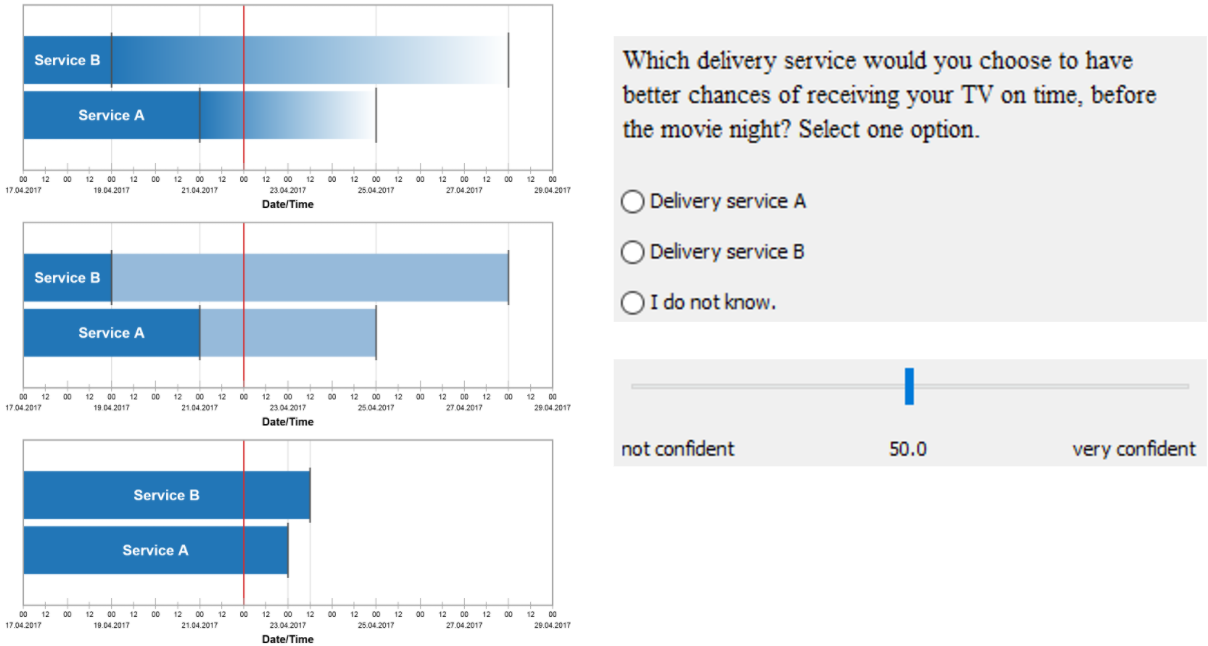 Service B
Service A
00 12 00 12 00 12 00 12 00 12 00 12 00 12 00 12 00 12 00 12 00 12 00 12 00
17.04.2017 19.04.2017 21.04.2017 23.04.2017 25.04.2017 27.04.2017 29.04.2017
Date/Time
Service B
Service A
00 12 00 12 00 12 00 12 00 12 00 12 00 12 00 12 00 12 00 12 00 12 00 12 00
17.04.2017 19.04.2017 21.04.2017 23.04.2017 25.04.2017 27.04.2017 29.04.2017
Date/Time
Service B
Service A
00 12 00 12 00 12 00 12 00 12 00 12 00 12 00 12 00 12 00 12 00 12 00 12 00
17.04.2017 19.04.2017 21.04.2017 23.04.2017 25.04.2017 27.04.2017 29.04.2017
Date/Time
Which delivery service would you choose to have
better chances of receiving your TV on time, before
the movie night? Select one option.
Delivery service A
Delivery service B
I do not know.
not confident 50.0 very confident